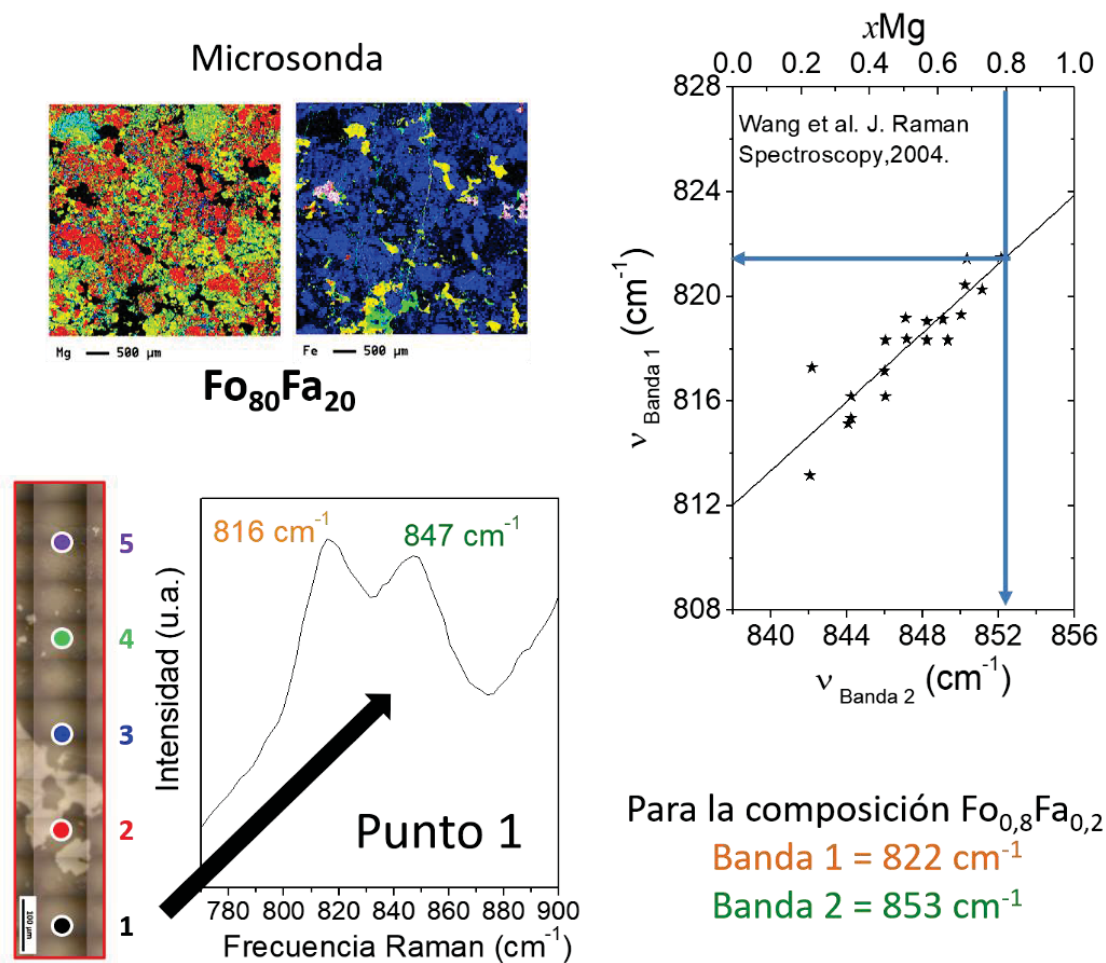 Microsonda
Mg 500 µm
Fe 500 µm
Fo₈₀Fa₂₀
xMg
0.0 0.2 0.4 0.6 0.8 1.0
828
824
820
816
812
808
Wang et al. J. Raman
Spectroscopy,2004.
ν Banda 1 (cm⁻¹)
840 844 848 852 856
ν Banda 2 (cm⁻¹)
5
4
3
2
1
100 µm
816 cm⁻¹
847 cm⁻¹
Intensidad (u.a.)
Punto 1
780 800 820 840 860 880 900
Frecuencia Raman (cm⁻¹)
Para la composición Fo₀,₈Fa₀,₂
Banda 1 = 822 cm⁻¹
Banda 2 = 853 cm⁻¹